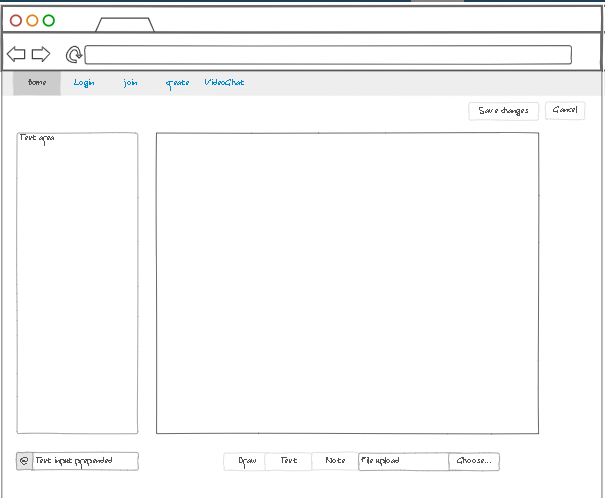 Home Login join create VideoChat
Save changes Cancel
Text area
@ Text input prepended Draw Text Note File upload Choose...